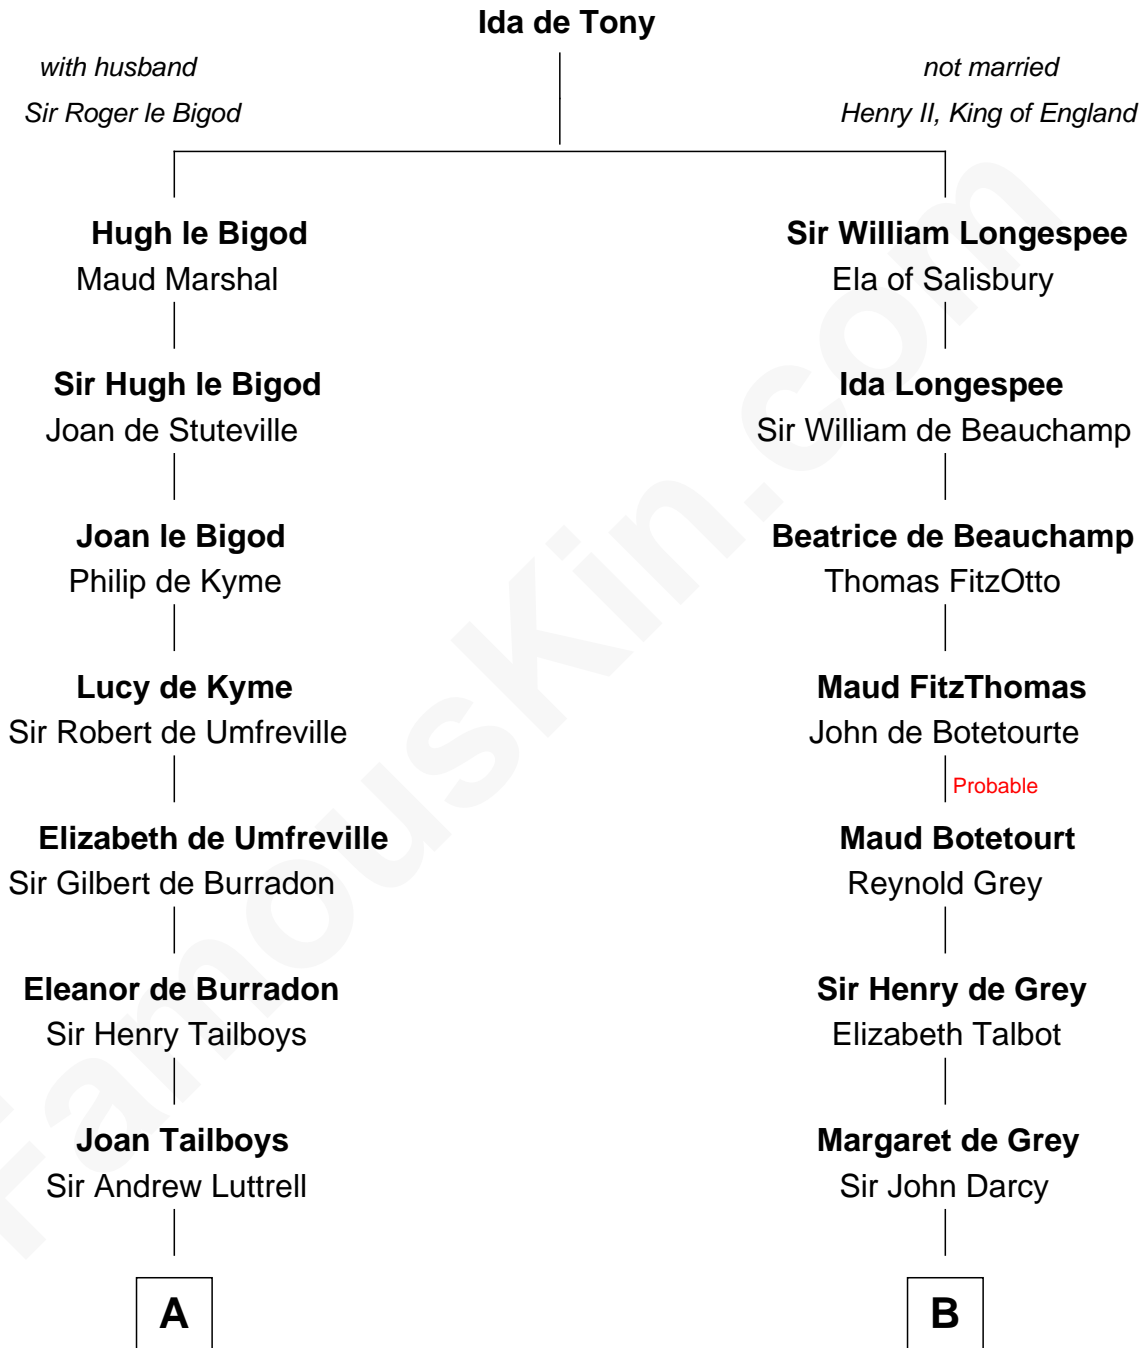 Ida de Tony
with husband
Sir Roger le Bigod
not married
Henry II, King of England
Hugh le Bigod
Maud Marshal
Sir William Longespee
Ela of Salisbury
Sir Hugh le Bigod
Joan de Stuteville
Ida Longespee
Sir William de Beauchamp
Joan le Bigod
Philip de Kyme
Beatrice de Beauchamp
Thomas FitzOtto
Lucy de Kyme
Sir Robert de Umfreville
Maud FitzThomas
John de Botetourte
Probable
Elizabeth de Umfreville
Sir Gilbert de Burradon
Maud Botetourt
Reynold Grey
Eleanor de Burradon
Sir Henry Tailboys
Sir Henry de Grey
Elizabeth Talbot
Joan Tailboys
Sir Andrew Luttrell
Margaret de Grey
Sir John Darcy
A
B
FamousKin.com